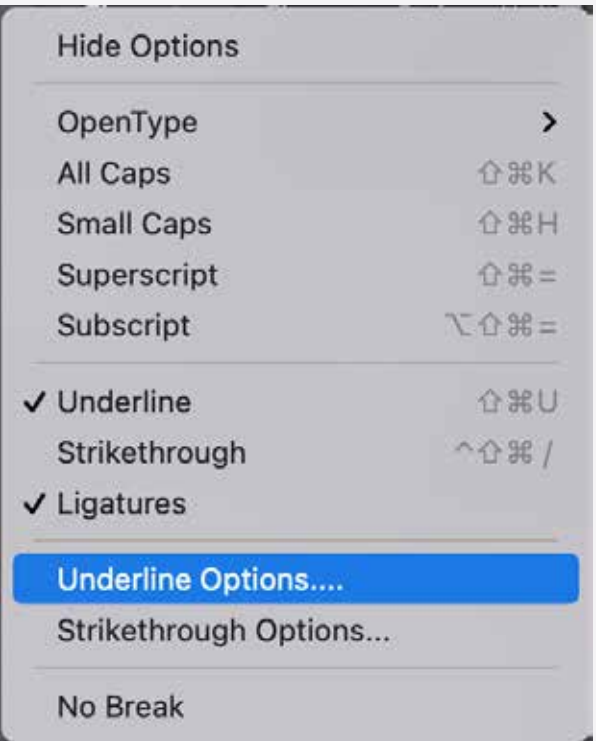 Hide Options
OpenType
All Caps ⇧⌘K
Small Caps ⇧⌘H
Superscript ⇧⌘=
Subscript ⌥⇧⌘=
✓ Underline ⇧⌘U
Strikethrough ^⇧⌘/
✓ Ligatures
Underline Options....
Strikethrough Options...
No Break